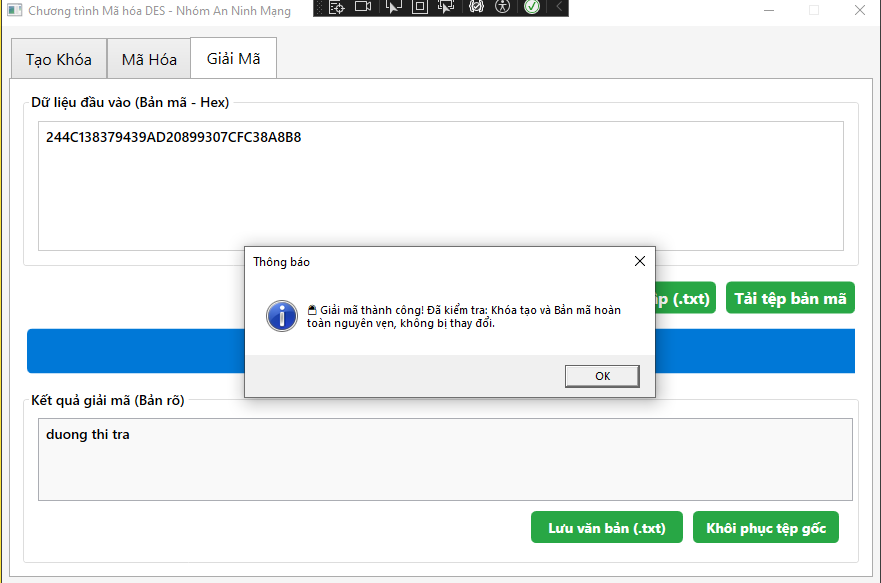 Chương trình Mã hóa DES - Nhóm An Ninh Mạng
Tạo Khóa
Mã Hóa
Giải Mã
Dữ liệu đầu vào (Bản mã - Hex)
244C138379439AD20899307CFC38A8B8
(.txt)
Tải tệp bản mã
Thông báo
Giải mã thành công! Đã kiểm tra: Khóa tạo và Bản mã hoàn
toàn nguyên vẹn, không bị thay đổi.
OK
Kết quả giải mã (Bản rõ)
duong thi tra
Lưu văn bản (.txt)
Khôi phục tệp gốc